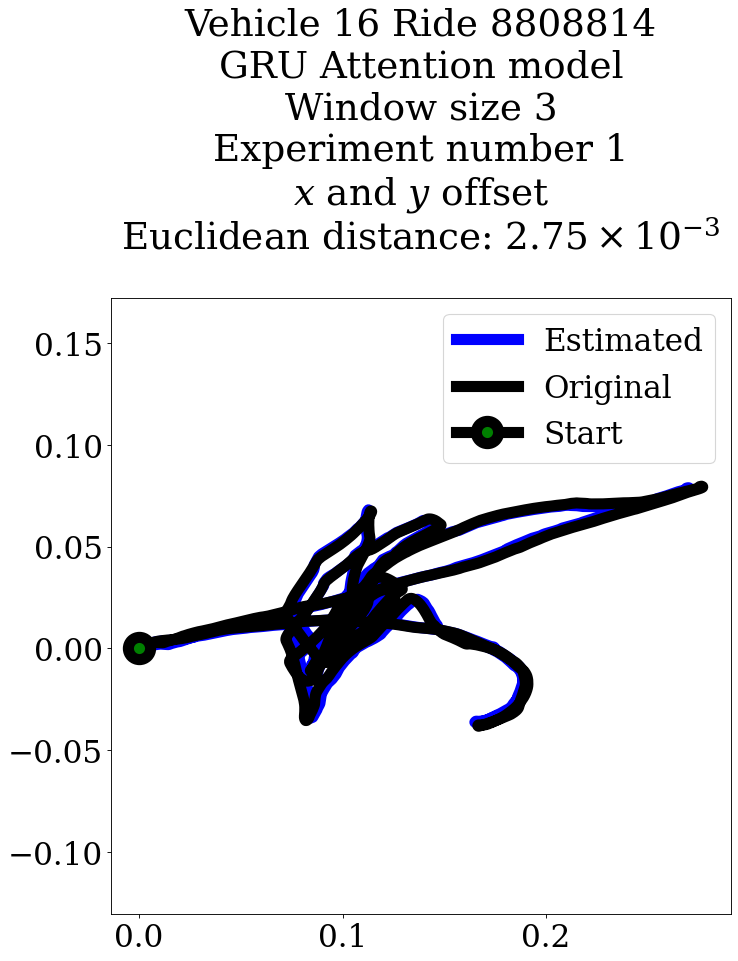 Vehicle 16 Ride 8808814
GRU Attention model
Window size 3
Experiment number 1
x and y offset
Euclidean distance: 2.75 × 10⁻³
Estimated
Original
Start
0.15
0.10
0.05
0.00
−0.05
−0.10
0.0 0.1 0.2